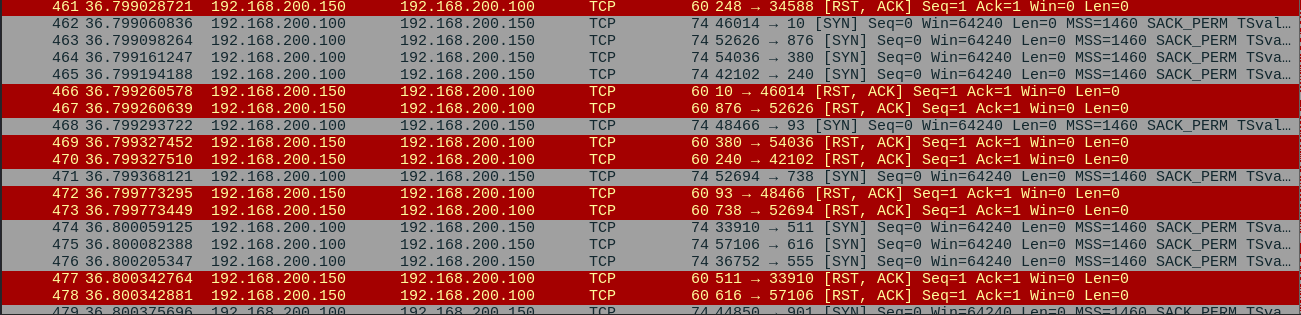 461 36.799028721 192.168.200.150 192.168.200.100 TCP 60 248 → 34588 [RST, ACK] Seq=1 Ack=1 Win=0 Len=0
462 36.799060836 192.168.200.100 192.168.200.150 TCP 74 46014 → 10 [SYN] Seq=0 Win=64240 Len=0 MSS=1460 SACK_PERM TSval…
463 36.799098264 192.168.200.100 192.168.200.150 TCP 74 52626 → 876 [SYN] Seq=0 Win=64240 Len=0 MSS=1460 SACK_PERM TSva…
464 36.799161247 192.168.200.100 192.168.200.150 TCP 74 54036 → 380 [SYN] Seq=0 Win=64240 Len=0 MSS=1460 SACK_PERM TSva…
465 36.799194188 192.168.200.100 192.168.200.150 TCP 74 42102 → 240 [SYN] Seq=0 Win=64240 Len=0 MSS=1460 SACK_PERM TSva…
466 36.799260578 192.168.200.150 192.168.200.100 TCP 60 10 → 46014 [RST, ACK] Seq=1 Ack=1 Win=0 Len=0
467 36.799260639 192.168.200.150 192.168.200.100 TCP 60 876 → 52626 [RST, ACK] Seq=1 Ack=1 Win=0 Len=0
468 36.799293722 192.168.200.100 192.168.200.150 TCP 74 48466 → 93 [SYN] Seq=0 Win=64240 Len=0 MSS=1460 SACK_PERM TSval…
469 36.799327452 192.168.200.150 192.168.200.100 TCP 60 380 → 54036 [RST, ACK] Seq=1 Ack=1 Win=0 Len=0
470 36.799327510 192.168.200.150 192.168.200.100 TCP 60 240 → 42102 [RST, ACK] Seq=1 Ack=1 Win=0 Len=0
471 36.799368121 192.168.200.100 192.168.200.150 TCP 74 52694 → 738 [SYN] Seq=0 Win=64240 Len=0 MSS=1460 SACK_PERM TSva…
472 36.799773295 192.168.200.150 192.168.200.100 TCP 60 93 → 48466 [RST, ACK] Seq=1 Ack=1 Win=0 Len=0
473 36.799773449 192.168.200.150 192.168.200.100 TCP 60 738 → 52694 [RST, ACK] Seq=1 Ack=1 Win=0 Len=0
474 36.800059125 192.168.200.100 192.168.200.150 TCP 74 33910 → 511 [SYN] Seq=0 Win=64240 Len=0 MSS=1460 SACK_PERM TSva…
475 36.800082388 192.168.200.100 192.168.200.150 TCP 74 57106 → 616 [SYN] Seq=0 Win=64240 Len=0 MSS=1460 SACK_PERM TSva…
476 36.800205347 192.168.200.100 192.168.200.150 TCP 74 36752 → 555 [SYN] Seq=0 Win=64240 Len=0 MSS=1460 SACK_PERM TSva…
477 36.800342764 192.168.200.150 192.168.200.100 TCP 60 511 → 33910 [RST, ACK] Seq=1 Ack=1 Win=0 Len=0
478 36.800342881 192.168.200.150 192.168.200.100 TCP 60 616 → 57106 [RST, ACK] Seq=1 Ack=1 Win=0 Len=0
479 36.800375696 192.168.200.100 192.168.200.150 TCP 74 44850 → 901 [SYN] Seq=0 Win=64240 Len=0 MSS=1460 SACK_PERM TSva…